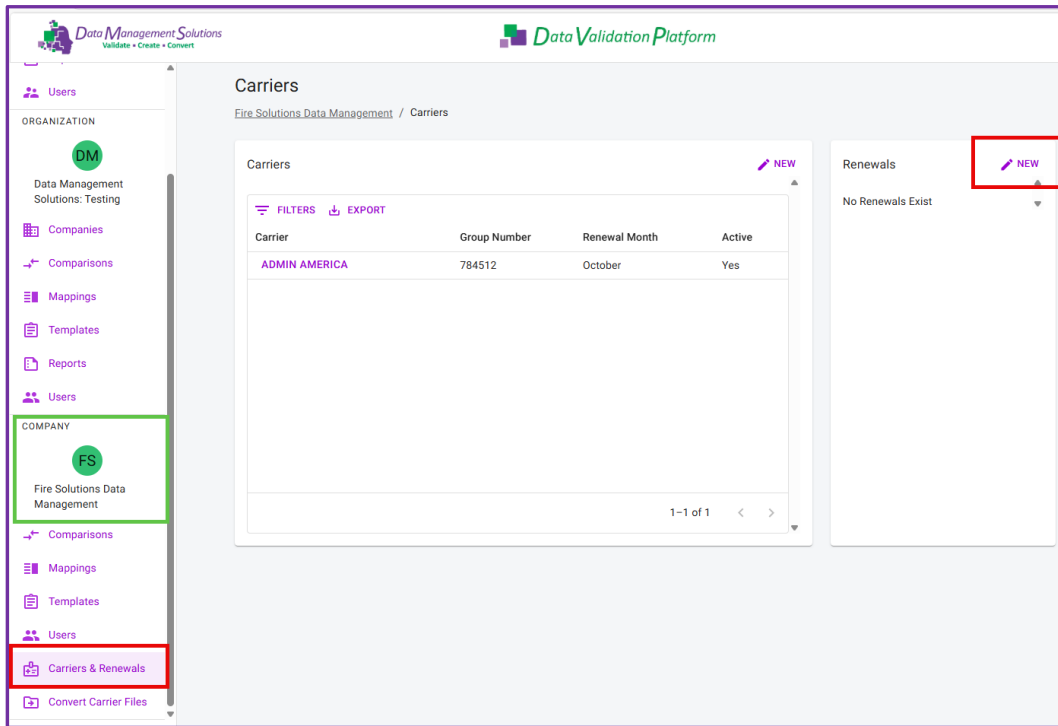 Data Management Solutions
Validate • Create • Convert
Data Validation Platform
Users
ORGANIZATION
DM
Data Management
Solutions: Testing
Companies
Comparisons
Mappings
Templates
Reports
Users
COMPANY
FS
Fire Solutions Data
Management
Comparisons
Mappings
Templates
Users
Carriers & Renewals
Convert Carrier Files
Carriers
Fire Solutions Data Management / Carriers
Carriers
NEW
FILTERS EXPORT
Carrier Group Number Renewal Month Active
ADMIN AMERICA 784512 October Yes
1–1 of 1
Renewals
NEW
No Renewals Exist